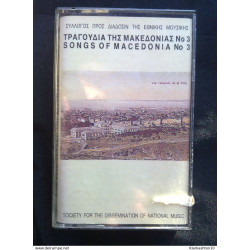 ΣΥΛΛΟΓΟΣ ΠΡΟΣ ΔΙΑΔΟΣΙΝ ΤΗΣ ΕΘΝΙΚΗΣ ΜΟΥΣΙΚΗΣ
ΤΡΑΓΟΥΔΙΑ ΤΗΣ ΜΑΚΕΔΟΝΙΑΣ Νο 3
SONGS OF MACEDONIA No 3
SOCIETY FOR THE DISSEMINATION OF NATIONAL MUSIC